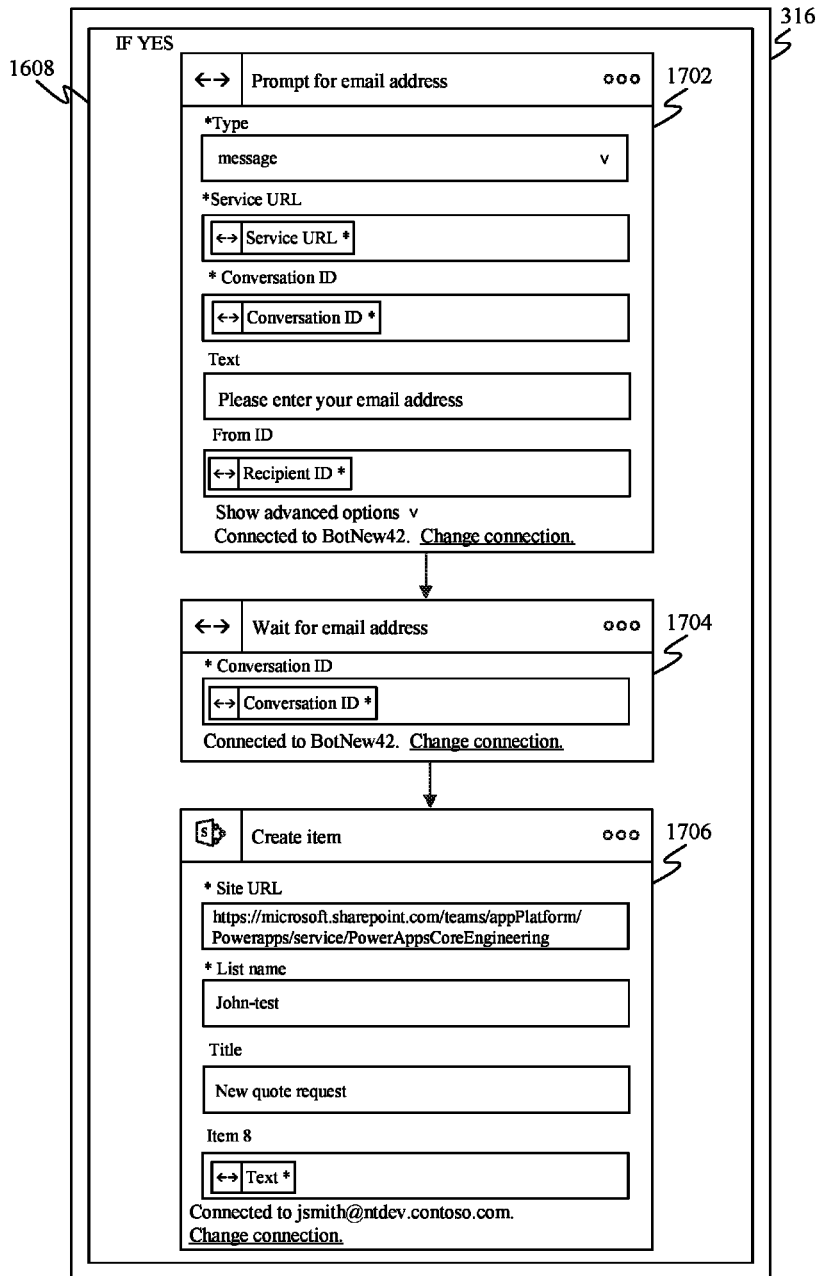 316
IF YES
1608
←→ Prompt for email address ooo
1702
*Type
message v
*Service URL
←→ Service URL *
* Conversation ID
←→ Conversation ID *
Text
Please enter your email address
From ID
←→ Recipient ID *
Show advanced options v
Connected to BotNew42. Change connection.
←→ Wait for email address ooo
1704
* Conversation ID
←→ Conversation ID *
Connected to BotNew42. Change connection.
S Create item ooo
1706
* Site URL
https://microsoft.sharepoint.com/teams/appPlatform/
Powerapps/service/PowerAppsCoreEngineering
* List name
John-test
Title
New quote request
Item 8
←→ Text *
Connected to jsmith@ntdev.contoso.com.
Change connection.